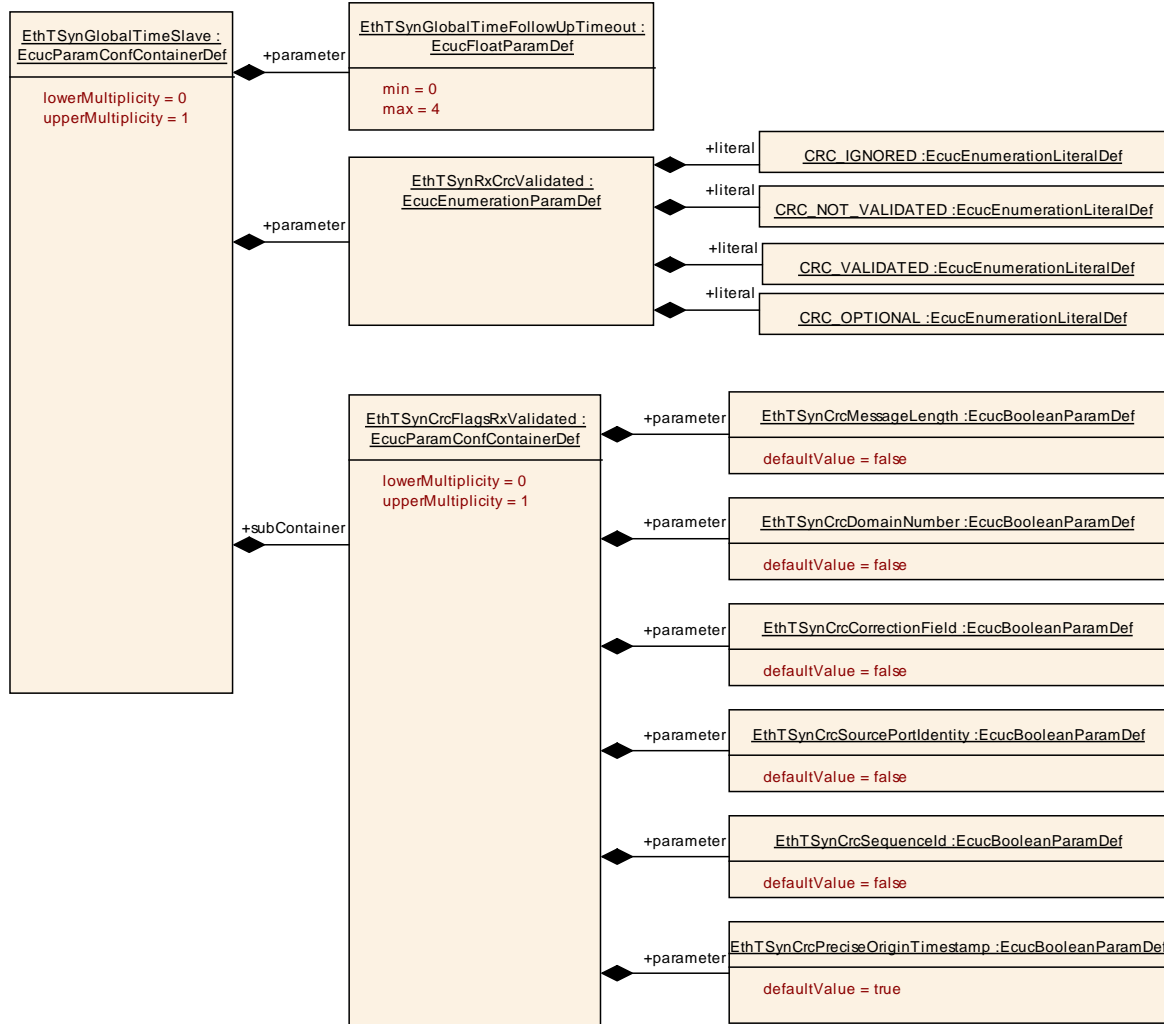 EthTSynGlobalTimeSlave :
EcucParamConfContainerDef
lowerMultiplicity = 0
upperMultiplicity = 1
+parameter
EthTSynGlobalTimeFollowUpTimeout :
EcucFloatParamDef
min = 0
max = 4
+parameter
EthTSynRxCrcValidated :
EcucEnumerationParamDef
+literal
CRC_IGNORED :EcucEnumerationLiteralDef
+literal
CRC_NOT_VALIDATED :EcucEnumerationLiteralDef
+literal
CRC_VALIDATED :EcucEnumerationLiteralDef
+literal
CRC_OPTIONAL :EcucEnumerationLiteralDef
+subContainer
EthTSynCrcFlagsRxValidated :
EcucParamConfContainerDef
lowerMultiplicity = 0
upperMultiplicity = 1
+parameter
EthTSynCrcMessageLength :EcucBooleanParamDef
defaultValue = false
+parameter
EthTSynCrcDomainNumber :EcucBooleanParamDef
defaultValue = false
+parameter
EthTSynCrcCorrectionField :EcucBooleanParamDef
defaultValue = false
+parameter
EthTSynCrcSourcePortIdentity :EcucBooleanParamDef
defaultValue = false
+parameter
EthTSynCrcSequenceId :EcucBooleanParamDef
defaultValue = false
+parameter
EthTSynCrcPreciseOriginTimestamp :EcucBooleanParamDef
defaultValue = true